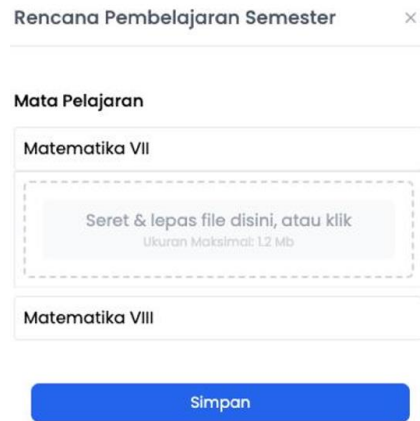 Rencana Pembelajaran Semester
Mata Pelajaran
Matematika VII
Seret & lepas file disini, atau klik
Ukuran Maksimal: 1.2 Mb
Matematika VIII
Simpan